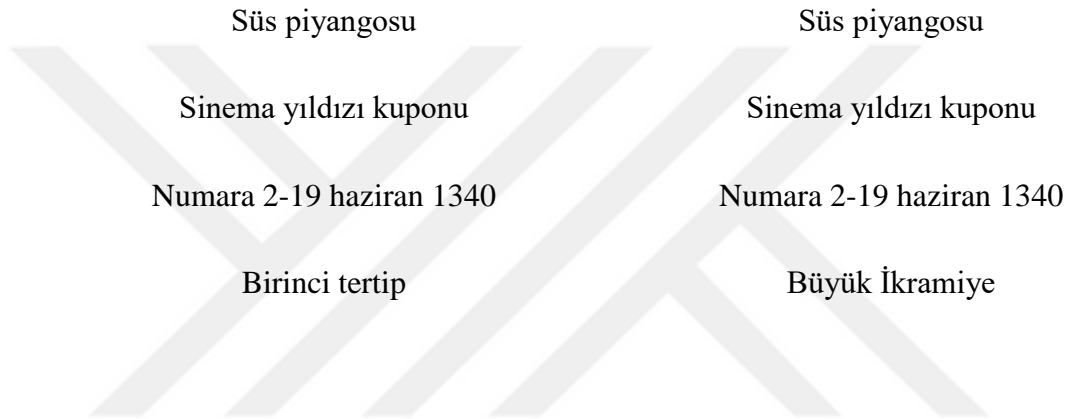 Süs piyangosu
Sinema yıldızı kuponu
Numara 2-19 haziran 1340
Birinci tertip
Süs piyangosu
Sinema yıldızı kuponu
Numara 2-19 haziran 1340
Büyük İkramiye